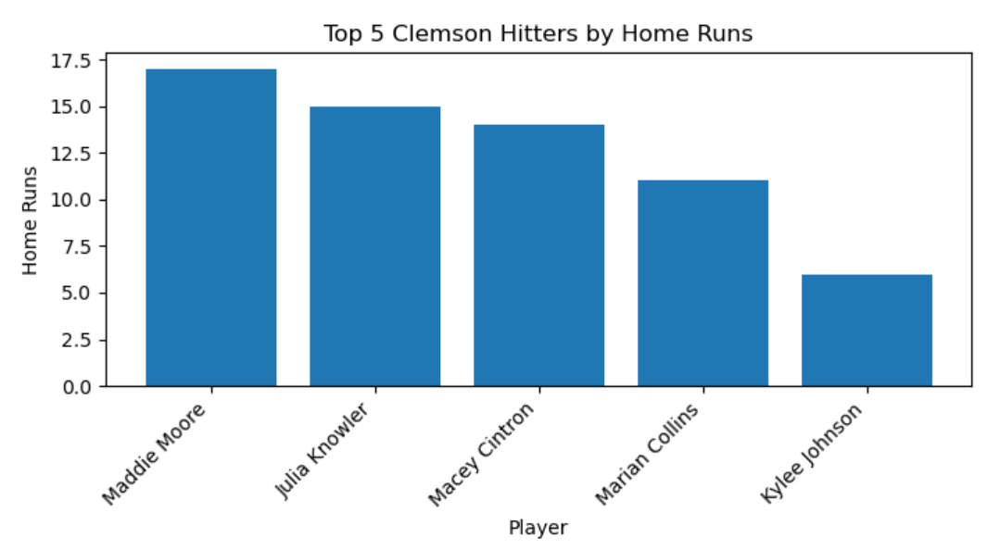 Top 5 Clemson Hitters by Home Runs
Home Runs
17.5
15.0
12.5
10.0
7.5
5.0
2.5
0.0
Maddie Moore
Julia Knowler
Macey Cintron
Marian Collins
Kylee Johnson
Player